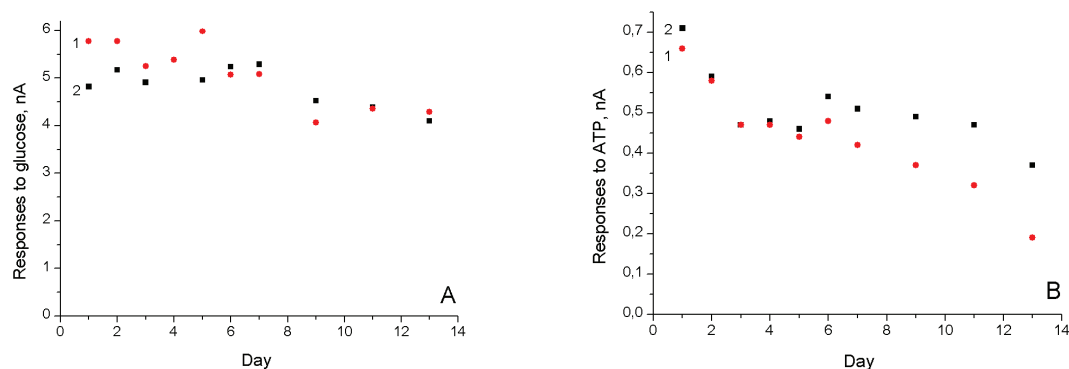 6
5
4
3
2
1
0
Responses to glucose, nA
1
2
A
0 2 4 6 8 10 12 14
Day
0,7
0,6
0,5
0,4
0,3
0,2
0,1
0,0
Responses to ATP, nA
2
1
B
0 2 4 6 8 10 12 14
Day